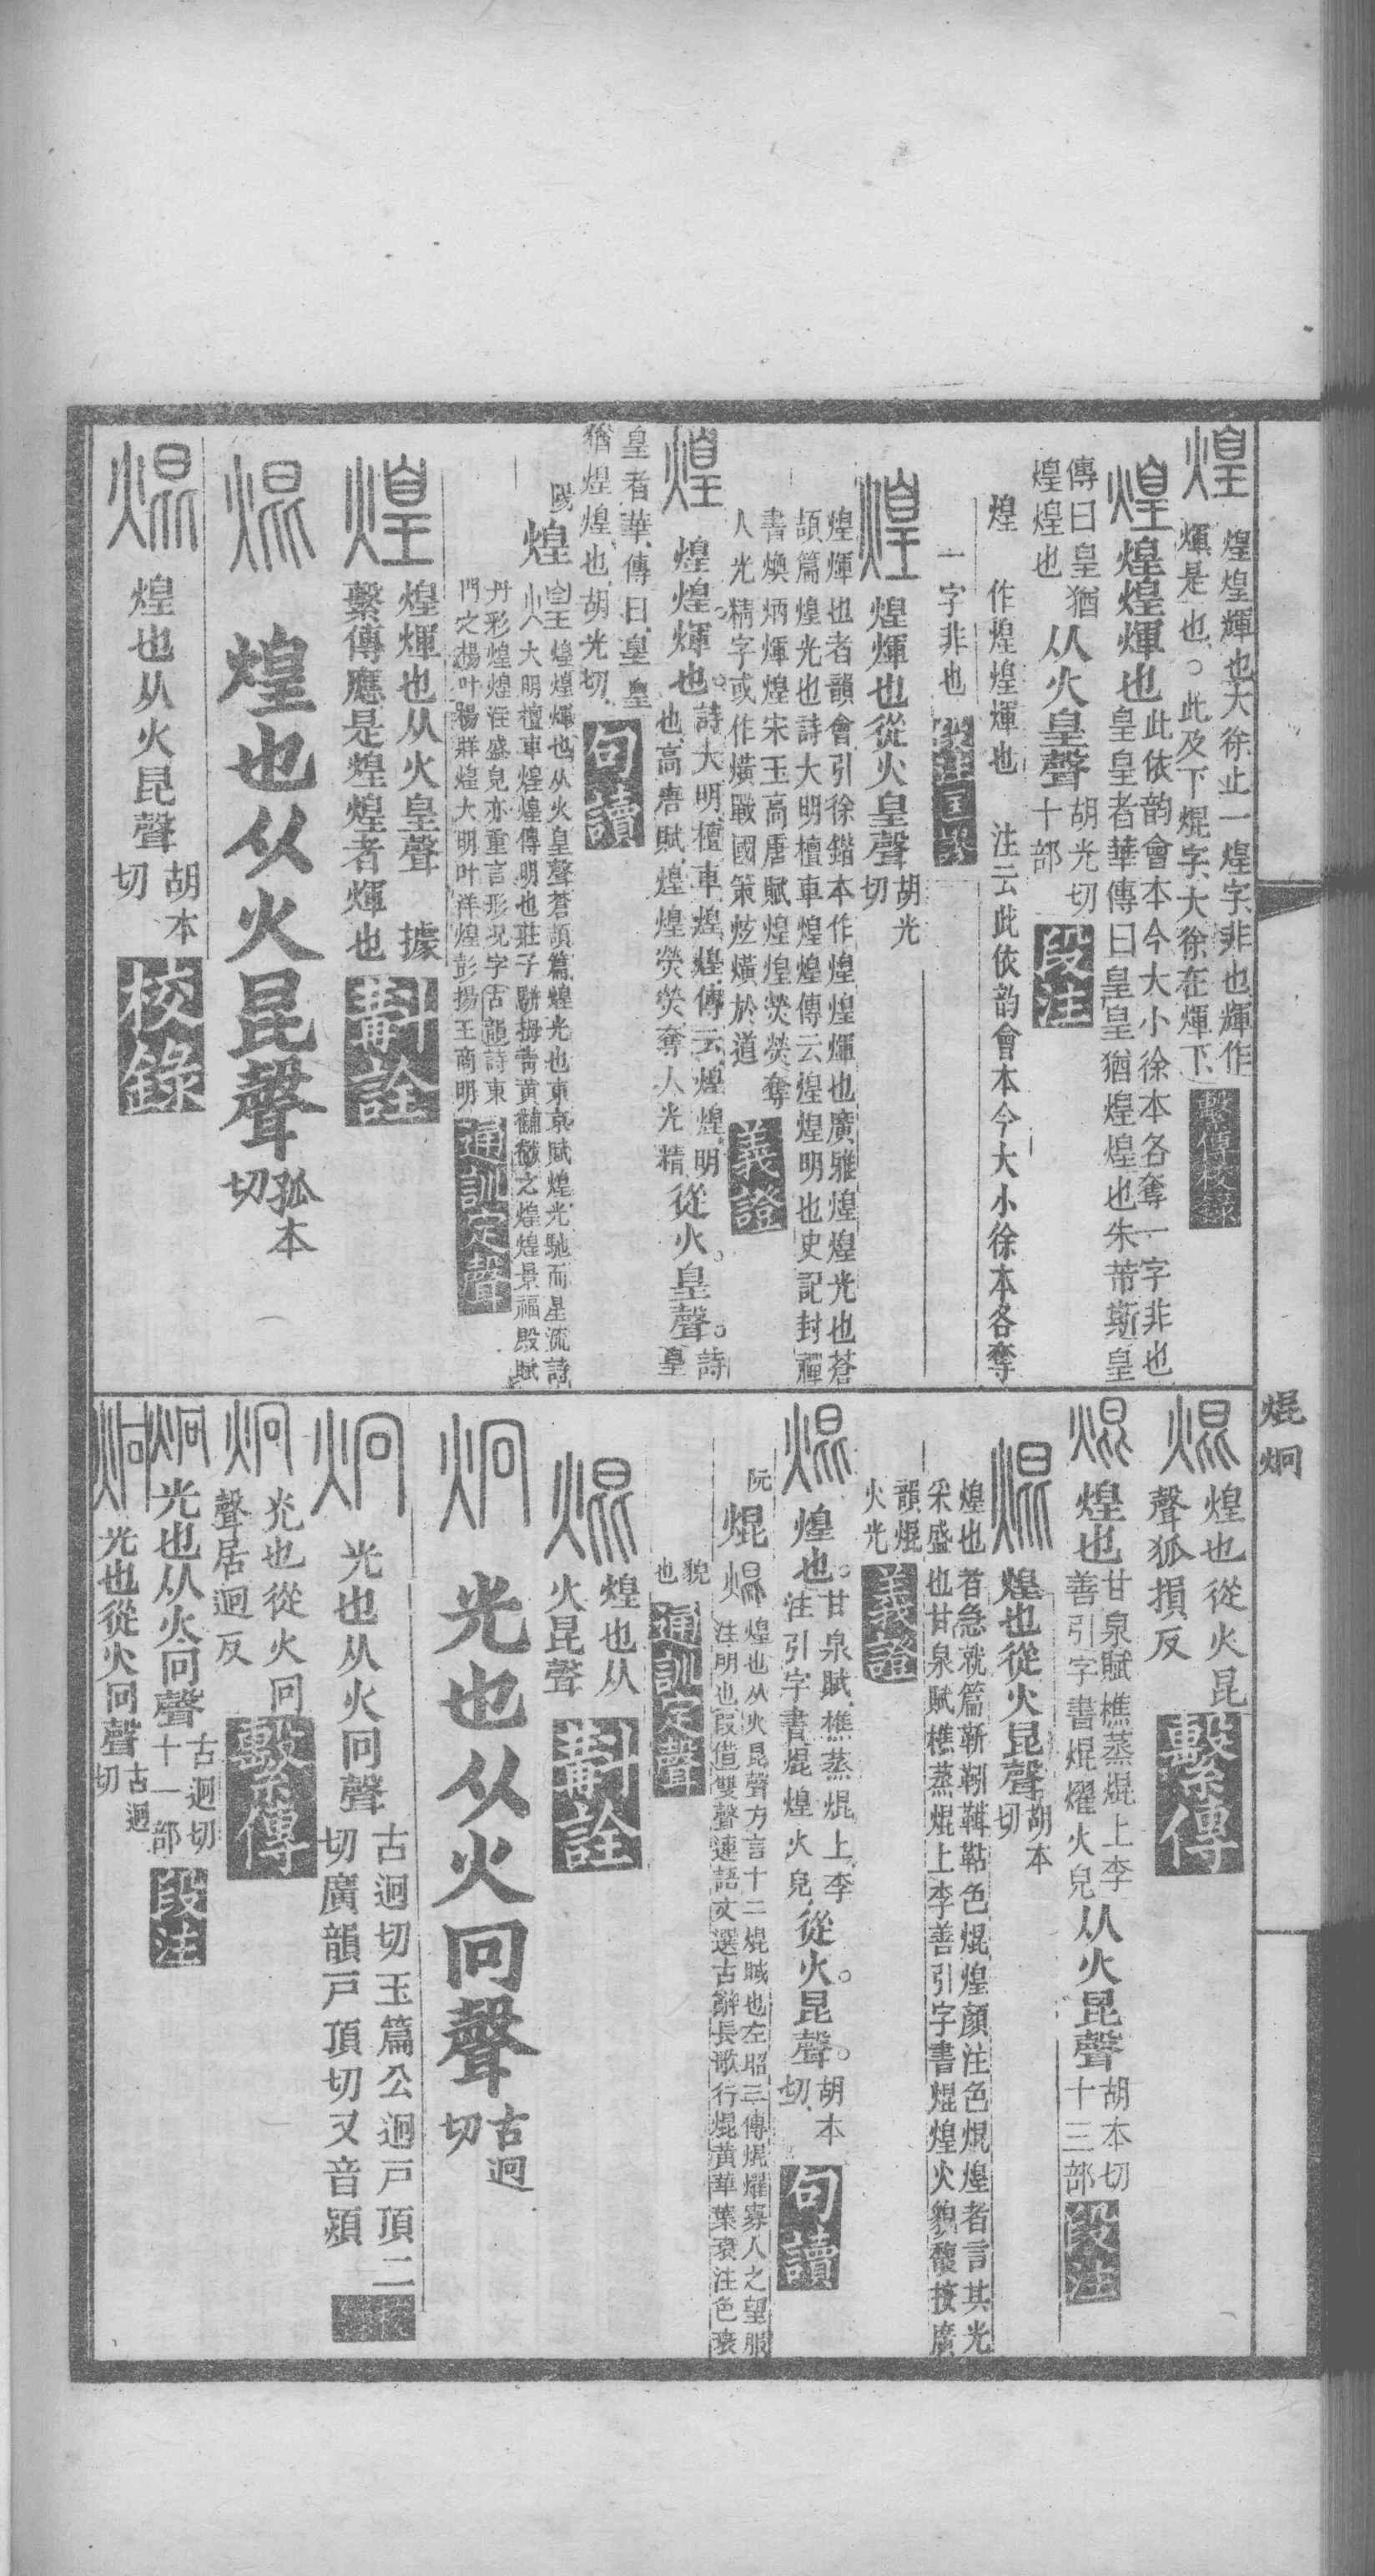 焜炯
煌 煌煌輝也大徐止一煌字非也輝作
煇是也○此及下焜字大徐在煇下 繫傳校錄
煌 煌煌煇也此依韵會本今大小徐本各奪一字非也
皇皇者華傳曰皇皇猶煌煌也朱芾斯皇
傳曰皇猶
煌煌也 从火皇聲胡光切
十部 段注
煌 作煌煌煇也 注云此依韵會本今大小徐本各奪
一字非也 段注匡謬
煌 煌煇也從火皇聲胡光
切
煌煇也者韻會引徐鍇本作煌煌煇也廣雅煌煌光也蒼
頡篇煌光也詩大明檀車煌煌傳云煌煌明也史記封禪
書煥炳煇煌宋玉高唐賦煌煌熒熒奪
人光精字或作熿戰國策炫熿於道 義證
煌 煌煌煇也詩大明檀車煌煌傳云煌煌明
也高唐賦煌煌熒熒奪人光精 從火皇聲詩
皇
皇者華傳曰皇皇
猶煌煌也胡光切 句讀
煌 煌煌煇也从火皇聲蒼頡篇煌光也東京賦煌光馳而星流詩
大明檀車煌煌傳明也莊子駢拇青黃黼黻之煌煌景福殿賦
丹彩煌煌注盛皃亦重言形況字古韻詩東
門之楊叶楊牂煌大明叶洋煌彭揚王商明 通訓定聲
煌 煌煇也从火皇聲 據
繫傳應是煌煌者煇也 斠詮
焜 煌也从火昆聲孤本
切
焜 煌也从火昆聲胡本
切 校錄
焜 煌也從火昆
聲狐損反 繫傳
焜 煌也甘泉賦樵蒸焜上李
善引字書焜燿火皃 从火昆聲胡本切
十三部 段注
焜 煌也從火昆聲胡本
切
煌也者急就篇靳靷鞋鞊色焜煌顏注色焜煌者言其光
采盛也甘泉賦樵蒸焜上李善引字書焜煌火貌馥按廣
韻焜
火光 義證
焜 煌也甘泉賦樵蒸焜上李
注引字書焜煌火皃 從火昆聲胡本
切 句讀
阮
焜 煌也从火昆聲方言十二焜晠也左昭三傳焜燿寡人之望服
注明也叚借雙聲連語文選古辭長歌行焜黃華葉衰注色衰
貌
也 通訓定聲
焜 煌也从
火昆聲 斠詮
炯 光也从火冋聲古迥
切
炯 光也从火冋聲古迥切玉篇公迥戸頂二
切廣韻戸頂切又音熲
炯 光也從火冋
聲居迥反 繫傳
炯 光也从火冋聲古迥切
十一部 段注
炯 光也從火冋聲古迥
切